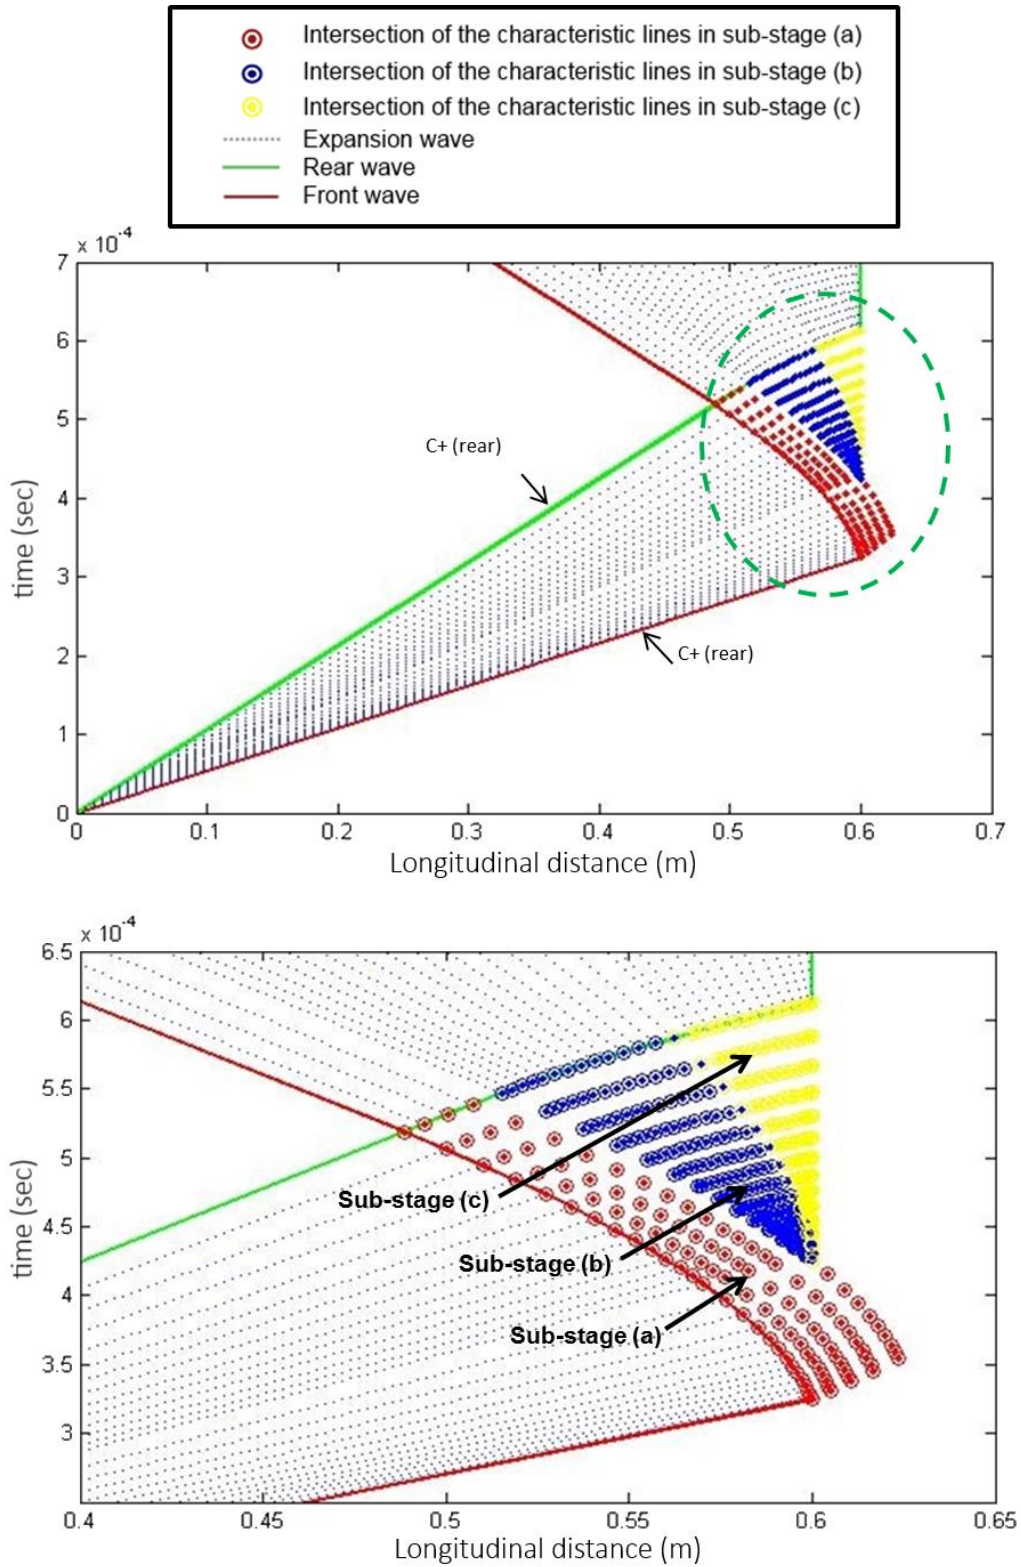 Intersection of the characteristic lines in sub-stage (a)
Intersection of the characteristic lines in sub-stage (b)
Intersection of the characteristic lines in sub-stage (c)
Expansion wave
Rear wave
Front wave
x 10-4
7
6
5
4
3
2
1
0
time (sec)
C+ (rear)
C+ (rear)
0 0.1 0.2 0.3 0.4 0.5 0.6 0.7
Longitudinal distance (m)
x 10-4
6.5
6
5.5
5
4.5
4
3.5
3
time (sec)
Sub-stage (c)
Sub-stage (b)
Sub-stage (a)
0.4 0.45 0.5 0.55 0.6 0.65
Longitudinal distance (m)